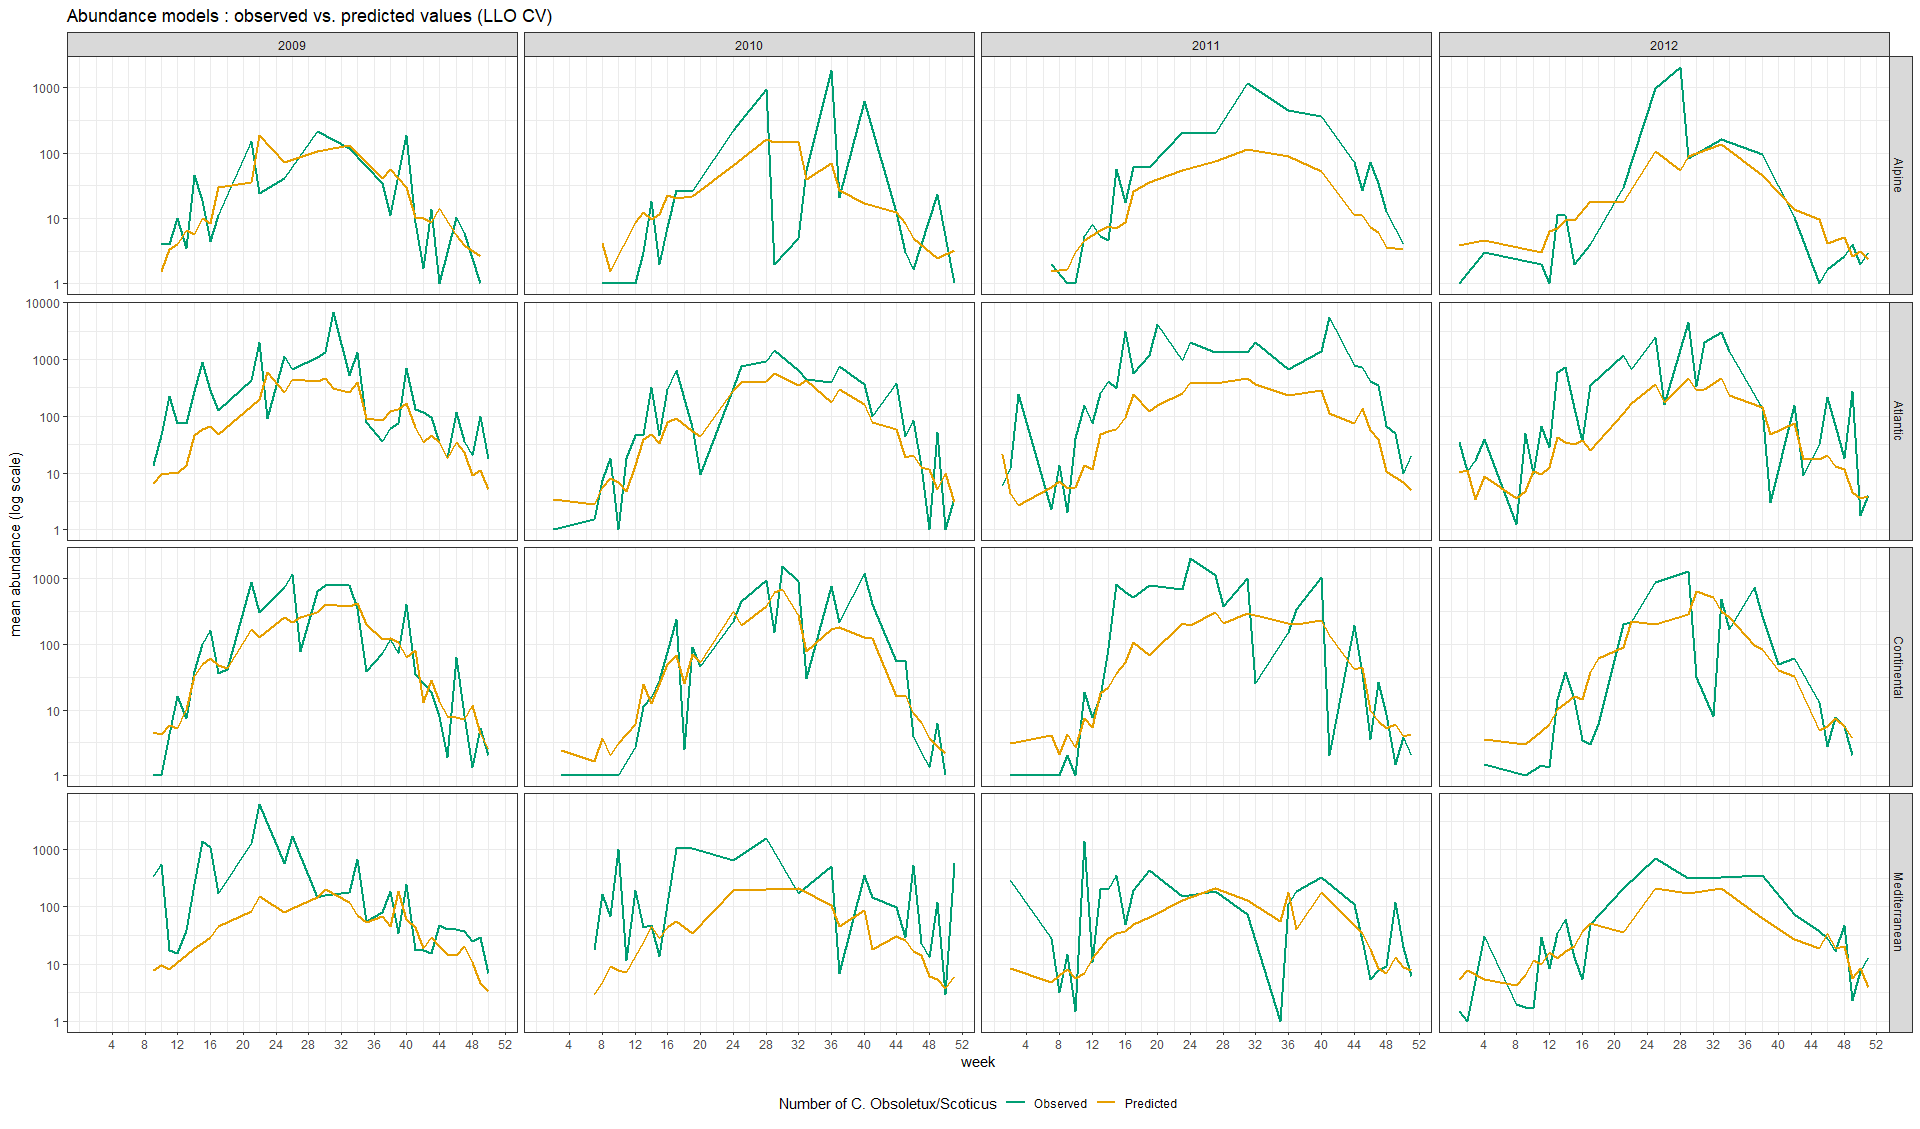 Abundance models : observed vs. predicted values (LLO CV)
2009 2010 2011 2012
1000
100
10
1
Alpine
10000
1000
100
10
1
Atlantic
1000
100
10
1
Continental
1000
100
10
1
Mediterranean
mean abundance (log scale)
4 8 12 16 20 24 28 32 36 40 44 48 52 4 8 12 16 20 24 28 32 36 40 44 48 52 4 8 12 16 20 24 28 32 36 40 44 48 52 4 8 12 16 20 24 28 32 36 40 44 48 52
week
Number of C. Obsoletux/Scoticus Observed Predicted